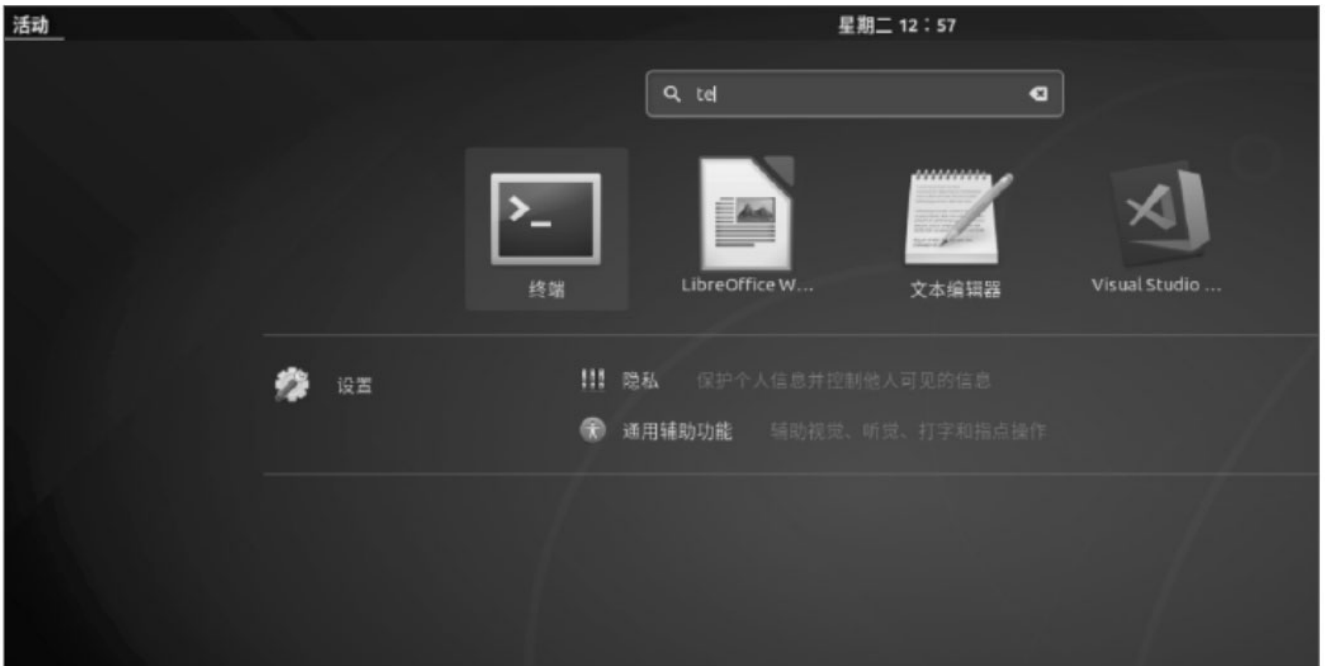 活动
星期二 12：57
te
终端
LibreOffice W...
文本编辑器
Visual Studio ...
设置
隐私 保护个人信息并控制他人可见的信息
通用辅助功能 辅助视觉、听觉、打字和指点操作